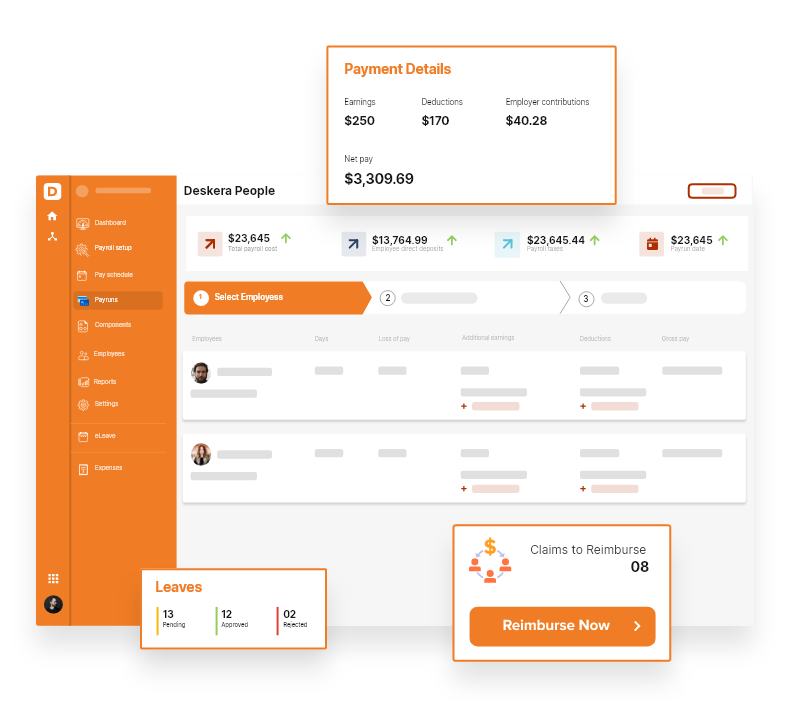 Payment Details
Earnings Deductions Employer contributions
$250 $170 $40.28
Net pay
$3,309.69
D
Deskera People
Dashboard
Payroll setup
Pay schedule
Payruns
Components
Employees
Reports
Settings
eLeave
Expenses
$23,645
Total payroll cost
$13,764.99
Employee direct deposits
$23,645.44
Payroll taxes
$23,645
Payrun date
1 Select Employess
2
3
Employees Days Loss of pay Additional earnings Deductions Gross pay
+ +
+ +
Leaves
13 12 02
Pending Approved Rejected
$
Claims to Reimburse
08
Reimburse Now